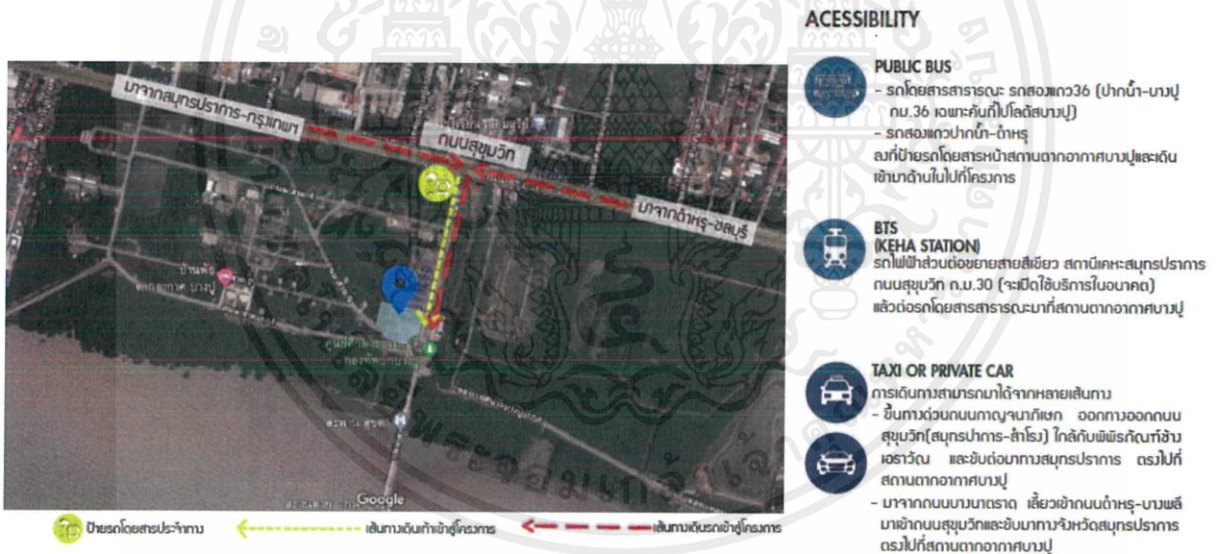 ACESSIBILITY
PUBLIC BUS
- รถโดยสารสารารณะ รถสองแถว36 (ปากน้ำ-บางปู
กม.36 เฉพาะคันที่ไปโลตัสบางปู)
- รถสองแถวปากน้ำ-ตำหรุ
ลงที่ป้ายรถโดยสารหน้าสถานตากอากาศบางปูและเดิน
เข้ามาด้านในไปที่โครงการ
BTS
(KEHA STATION)
รถไฟฟ้าส่วนต่อขยายสายสีเขียว สถานีเคหะสมุทรปราการ
ถนนสุขุมวิท ก.ม.30 (จะเปิดใช้บริการในอนาคต)
แล้วต่อรถโดยสารสารารณะมาที่สถานตากอากาศบางปู
TAXI OR PRIVATE CAR
การเดินทางสามารถมาได้จากหลายเส้นทาง
- ขึ้นทางด่วนถนนกาญจนาภิเษก ออกทางออกถนน
สุขุมวิท(สมุทรปาการ-สำโรง) ใกล้กับพิพิธภัณฑ์ช้าง
เอราวัณ และขับต่อมาทางสมุทรปราการ ตรงไปที่
สถานตากอากาศบางปู
- มาจากถนนบางนาตราด เลี้ยวเข้าถนนตำหรุ-บางพลี
มาเข้าถนนสุขุมวิทและขับมาทางจังหวัดสมุทรปราการ
ตรงไปที่สถานตากอากาศบางปู
มาจากสมุทรปราการ-กรุงเทพฯ
ถนนสุขุมวิท
มาจากตำหรุ-ชลบุรี
บ้านพัก
ตากอากาศ บางปู
สะพาน สุขตา
Google
ป้ายรถโดยสารประจำทาง
เส้นทางเดินเท้าเข้าสู่โครงการ
เส้นทางเดินรถเข้าสู่โครงการ